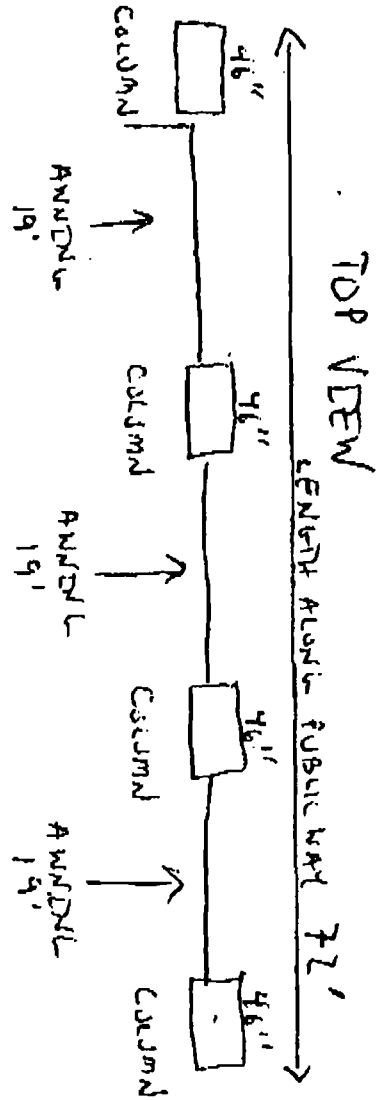 TOP VIEW
LENGTH ALONG PUBLIC WAY 72'
46"
46"
46"
46"
COLUMN
COLUMN
COLUMN
COLUMN
AWNING
19'
AWNING
19'
AWNING
19'